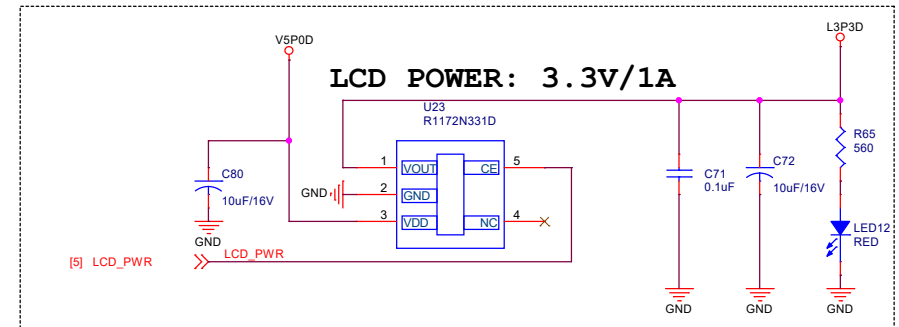 V5P0D
L3P3D
LCD POWER: 3.3V/1A
U23
R1172N331D
R65
560
1
VOUT
CE
5
C80
10uF/16V
GND
2
GND
C71
0.1uF
C72
10uF/16V
3
VDD
NC
4
GND
LED12
RED
[5] LCD_PWR
LCD_PWR
GND
GND
GND